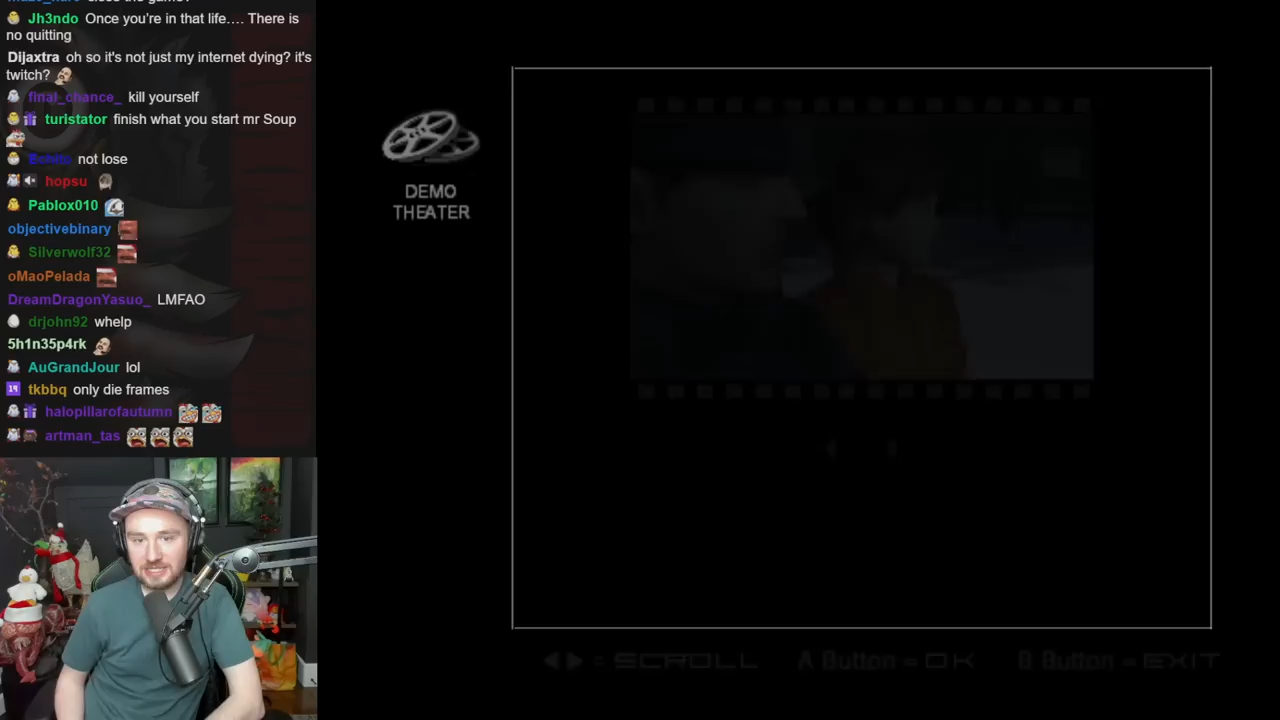 Jh3ndo Once you're in that life.... There is
no quitting
Dijaxtra oh so it's not just my internet dying? it's
twitch?
final_chance_ kill yourself
turistator finish what you start mr Soup
not lose
hopsu
Pablox010
objectivebinary
Silverwolf32
oMaoPelada
DreamDragonYasuo_ LMFAO
drjohn92 whelp
5h1n35p4rk
AuGrandJour lol
19 tkbbq only die frames
halopillarofautumn
artman_tas
DEMO
THEATER
= SCROLL A Button = OK B Button = EXIT